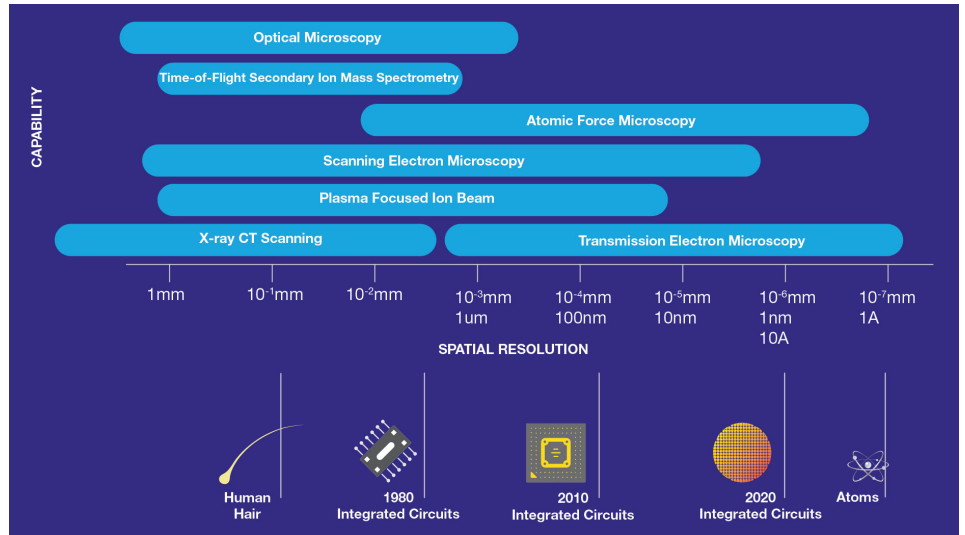 CAPABILITY
Optical Microscopy
Time-of-Flight Secondary Ion Mass Spectrometry
Atomic Force Microscopy
Scanning Electron Microscopy
Plasma Focused Ion Beam
X-ray CT Scanning
Transmission Electron Microscopy
1mm
10⁻¹mm
10⁻²mm
10⁻³mm
1um
10⁻⁴mm
100nm
10⁻⁵mm
10nm
10⁻⁶mm
1nm
10A
10⁻⁷mm
1A
SPATIAL RESOLUTION
Human
Hair
1980
Integrated Circuits
2010
Integrated Circuits
2020
Integrated Circuits
Atoms